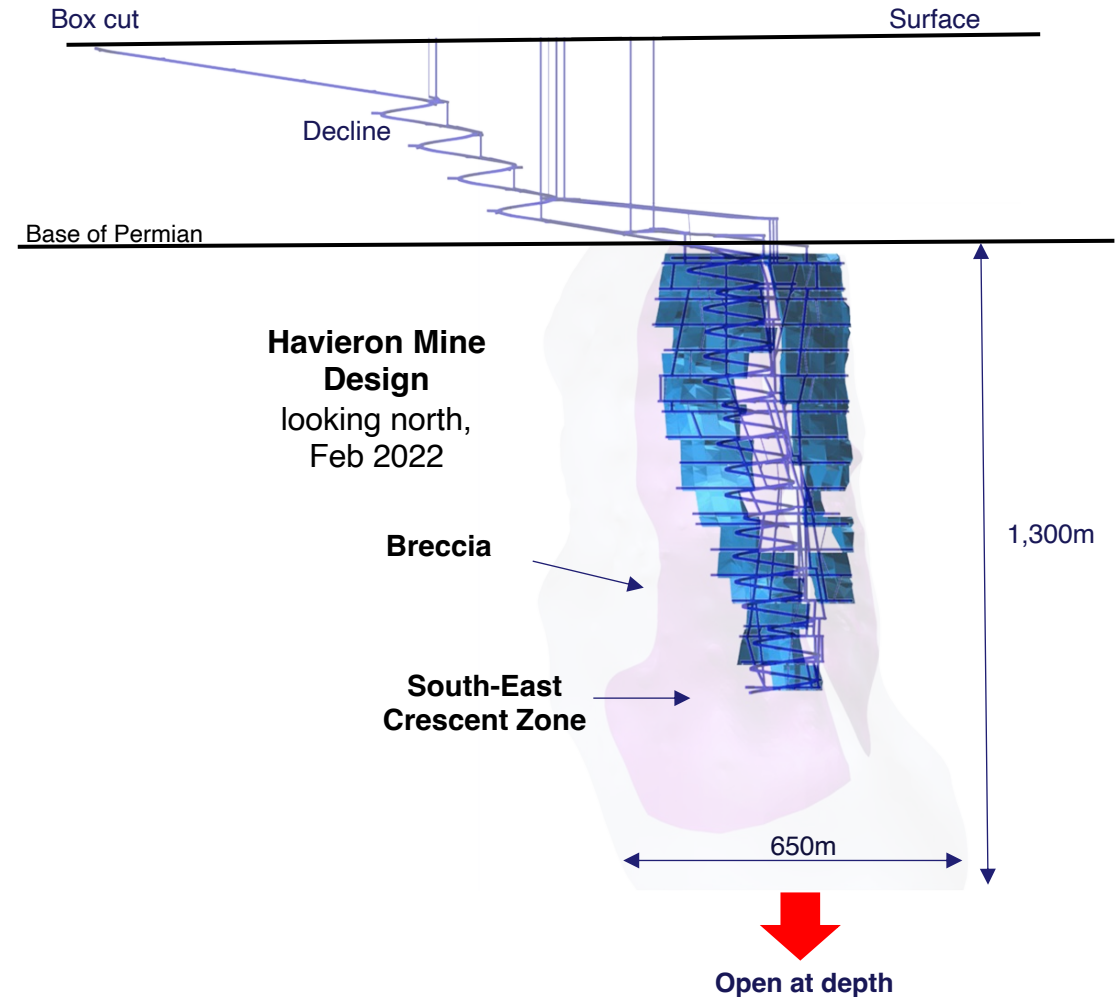 Box cut
Surface
Decline
Base of Permian
Havieron Mine
Design
looking north,
Feb 2022
1,300m
Breccia
South-East
Crescent Zone
650m
Open at depth